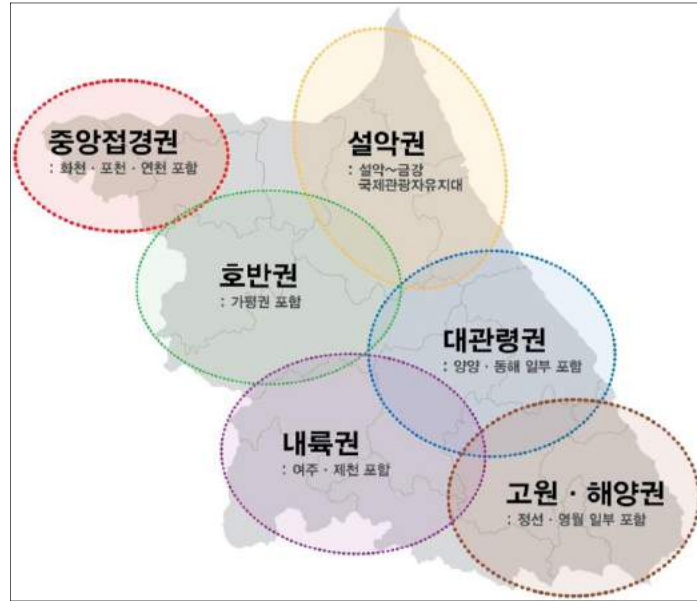 중앙접경권
: 화천 · 포천 · 연천 포함
설악권
: 설악～금강
국제관광자유지대
호반권
: 가평권 포함
대관령권
: 양양 · 동해 일부 포함
내륙권
: 여주 · 제천 포함
고원 · 해양권
: 정선 · 영월 일부 포함